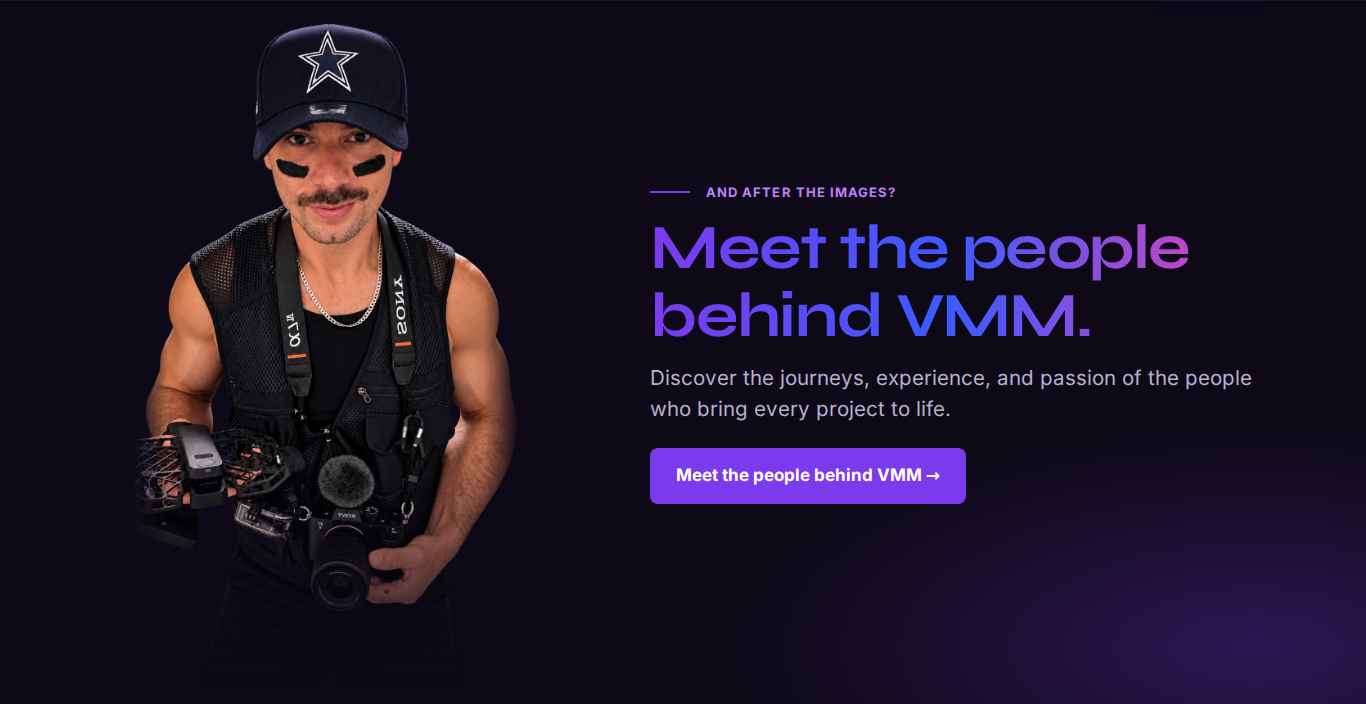 AND AFTER THE IMAGES?
Meet the people
behind VMM.
Discover the journeys, experience, and passion of the people
who bring every project to life.
Meet the people behind VMM →
SONY
α7Ⅳ
SONY